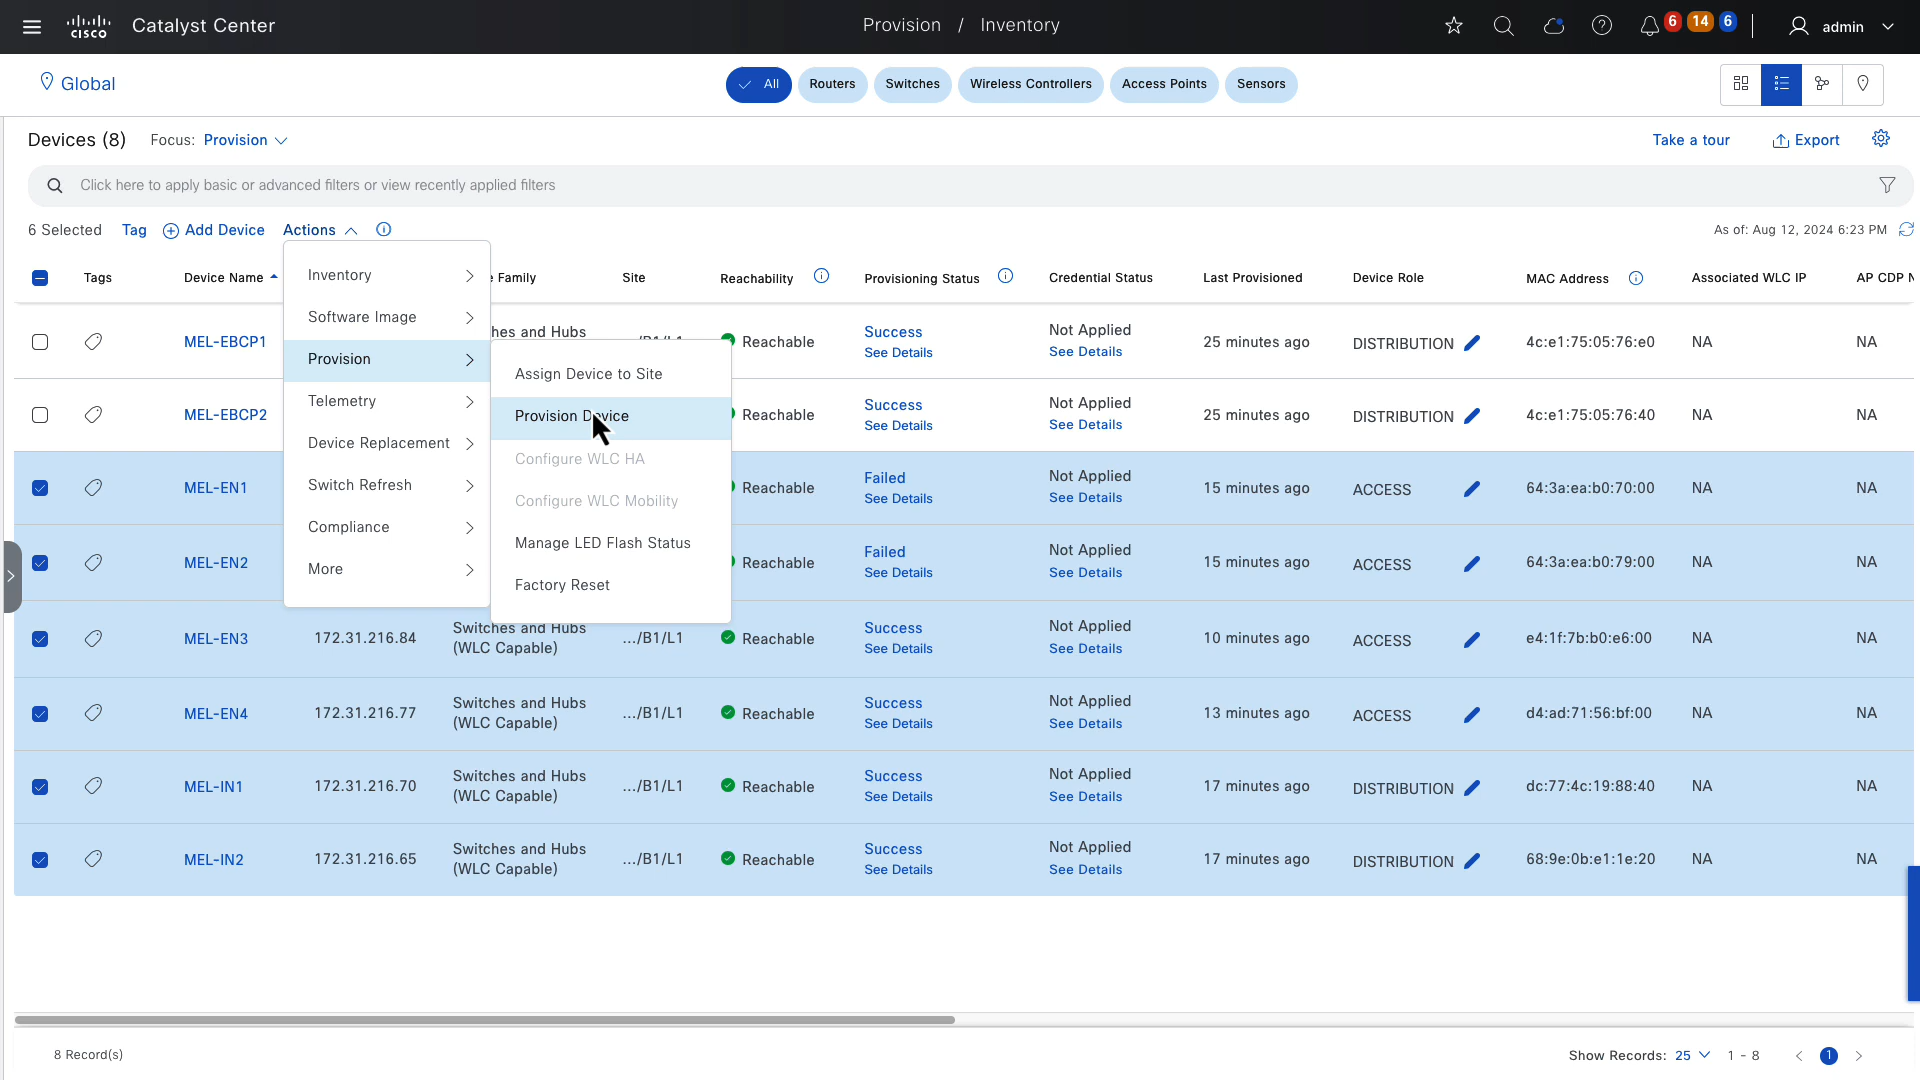 cisco Catalyst Center Provision / Inventory 6 14 6 admin
Global All Routers Switches Wireless Controllers Access Points Sensors
Devices (8) Focus: Provision Take a tour Export
Click here to apply basic or advanced filters or view recently applied filters
6 Selected Tag Add Device Actions As of: Aug 12, 2024 6:23 PM
Tags Device Name Family Site Reachability Provisioning Status Credential Status Last Provisioned Device Role MAC Address Associated WLC IP AP CDP N
Inventory
Software Image
Provision
Telemetry
Device Replacement
Switch Refresh
Compliance
More
Assign Device to Site
Provision Device
Configure WLC HA
Configure WLC Mobility
Manage LED Flash Status
Factory Reset
MEL-EBCP1 hes and Hubs Reachable Success 25 minutes ago DISTRIBUTION 4c:e1:75:05:76:e0 NA NA
See Details
Not Applied
See Details
MEL-EBCP2 Reachable Success 25 minutes ago DISTRIBUTION 4c:e1:75:05:76:40 NA NA
See Details
Not Applied
See Details
MEL-EN1 Reachable Failed 15 minutes ago ACCESS 64:3a:ea:b0:70:00 NA NA
See Details
Not Applied
See Details
MEL-EN2 Reachable Failed 15 minutes ago ACCESS 64:3a:ea:b0:79:00 NA NA
See Details
Not Applied
See Details
MEL-EN3 172.31.216.84 Switches and Hubs
(WLC Capable) .../B1/L1 Reachable Success
See Details
Not Applied
See Details
10 minutes ago ACCESS e4:1f:7b:b0:e6:00 NA NA
MEL-EN4 172.31.216.77 Switches and Hubs
(WLC Capable) .../B1/L1 Reachable Success
See Details
Not Applied
See Details
13 minutes ago ACCESS d4:ad:71:56:bf:00 NA NA
MEL-IN1 172.31.216.70 Switches and Hubs
(WLC Capable) .../B1/L1 Reachable Success
See Details
Not Applied
See Details
17 minutes ago DISTRIBUTION dc:77:4c:19:88:40 NA NA
MEL-IN2 172.31.216.65 Switches and Hubs
(WLC Capable) .../B1/L1 Reachable Success
See Details
Not Applied
See Details
17 minutes ago DISTRIBUTION 68:9e:0b:e1:1e:20 NA NA
8 Record(s) Show Records: 25 1 - 8 1